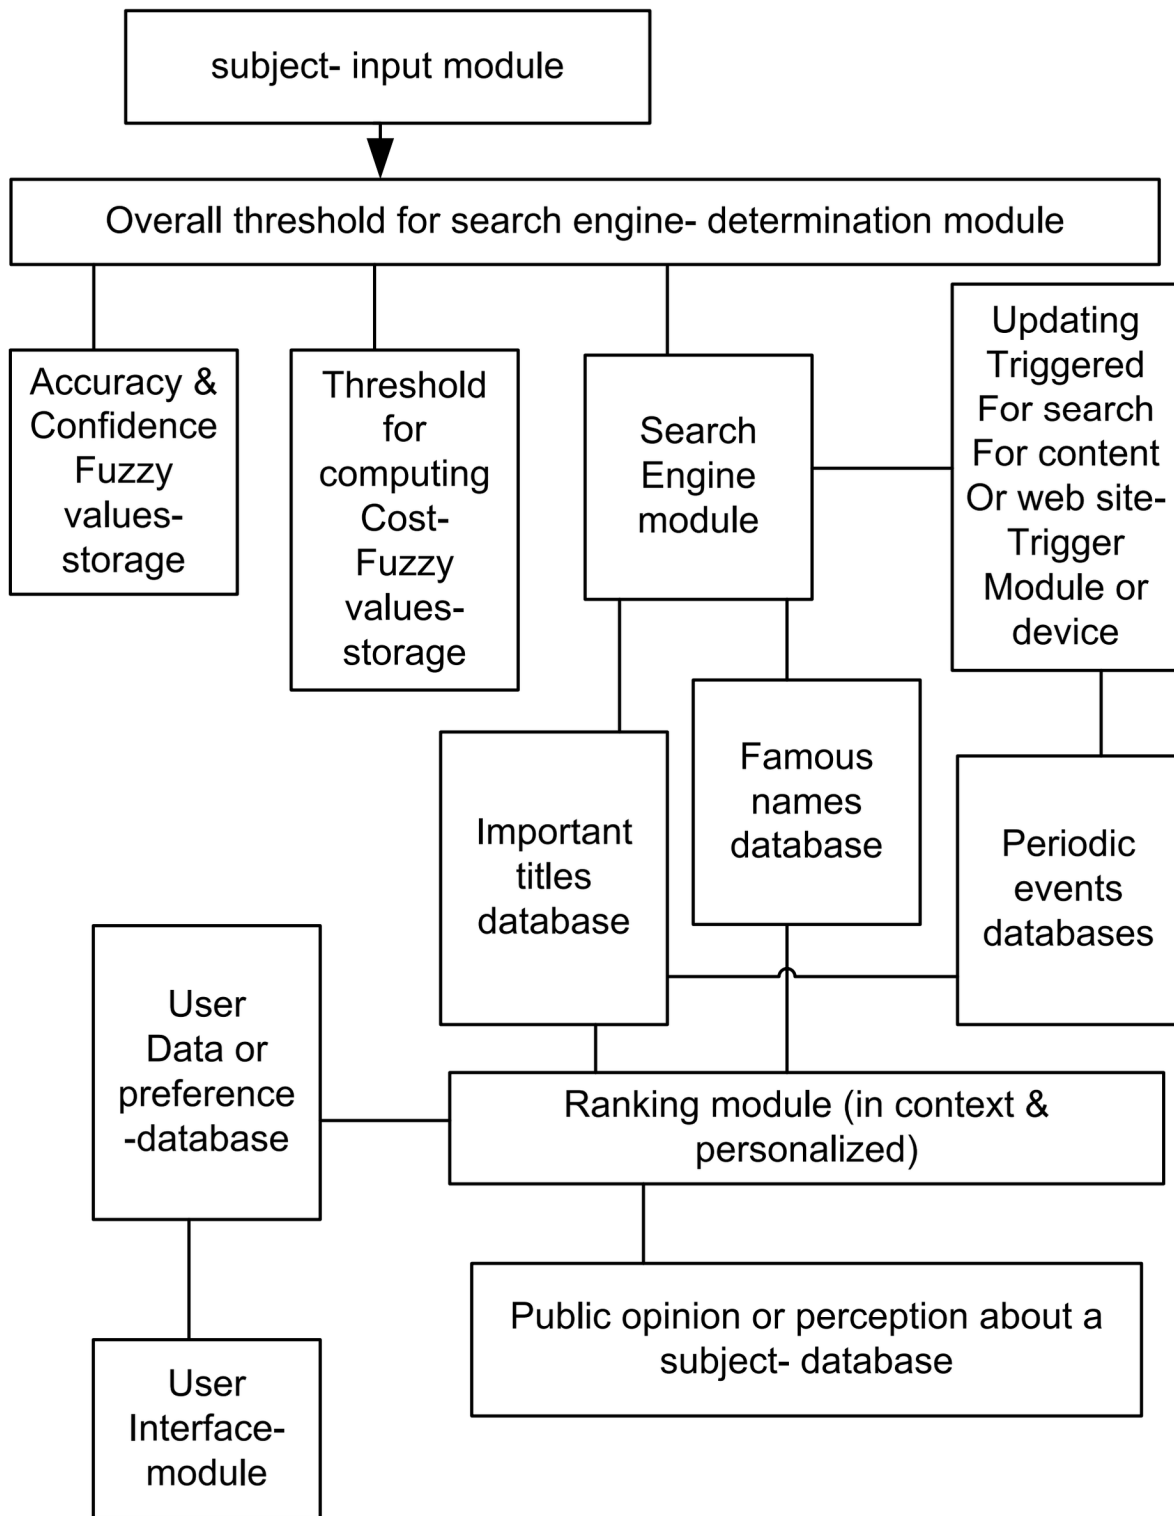 subject- input module
Overall threshold for search engine- determination module
Accuracy &
Confidence
Fuzzy
values-
storage
Threshold
for
computing
Cost-
Fuzzy
values-
storage
Search
Engine
module
Updating
Triggered
For search
For content
Or web site-
Trigger
Module or
device
Important
titles
database
Famous
names
database
Periodic
events
databases
User
Data or
preference
-database
Ranking module (in context &
personalized)
Public opinion or perception about a
subject- database
User
Interface-
module